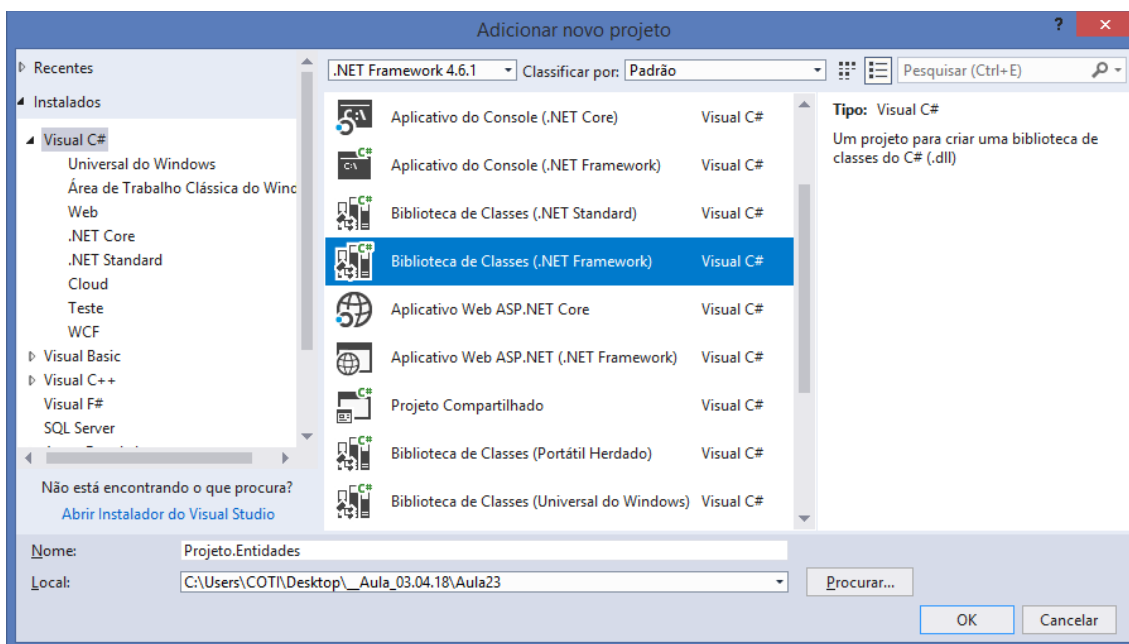 Adicionar novo projeto
Recentes
Instalados
Visual C#
Universal do Windows
Área de Trabalho Clássica do Winc
Web
.NET Core
.NET Standard
Cloud
Teste
WCF
Visual Basic
Visual C++
Visual F#
SQL Server
Não está encontrando o que procura?
Abrir Instalador do Visual Studio
.NET Framework 4.6.1 Classificar por: Padrão Pesquisar (Ctrl+E)
Aplicativo do Console (.NET Core) Visual C#
Aplicativo do Console (.NET Framework) Visual C#
Biblioteca de Classes (.NET Standard) Visual C#
Biblioteca de Classes (.NET Framework) Visual C#
Aplicativo Web ASP.NET Core Visual C#
Aplicativo Web ASP.NET (.NET Framework) Visual C#
Projeto Compartilhado Visual C#
Biblioteca de Classes (Portátil Herdado) Visual C#
Biblioteca de Classes (Universal do Windows) Visual C#
Tipo: Visual C#
Um projeto para criar uma biblioteca de
classes do C# (.dll)
Nome: Projeto.Entidades
Local: C:\Users\COTI\Desktop\__Aula_03.04.18\Aula23 Procurar...
OK Cancelar